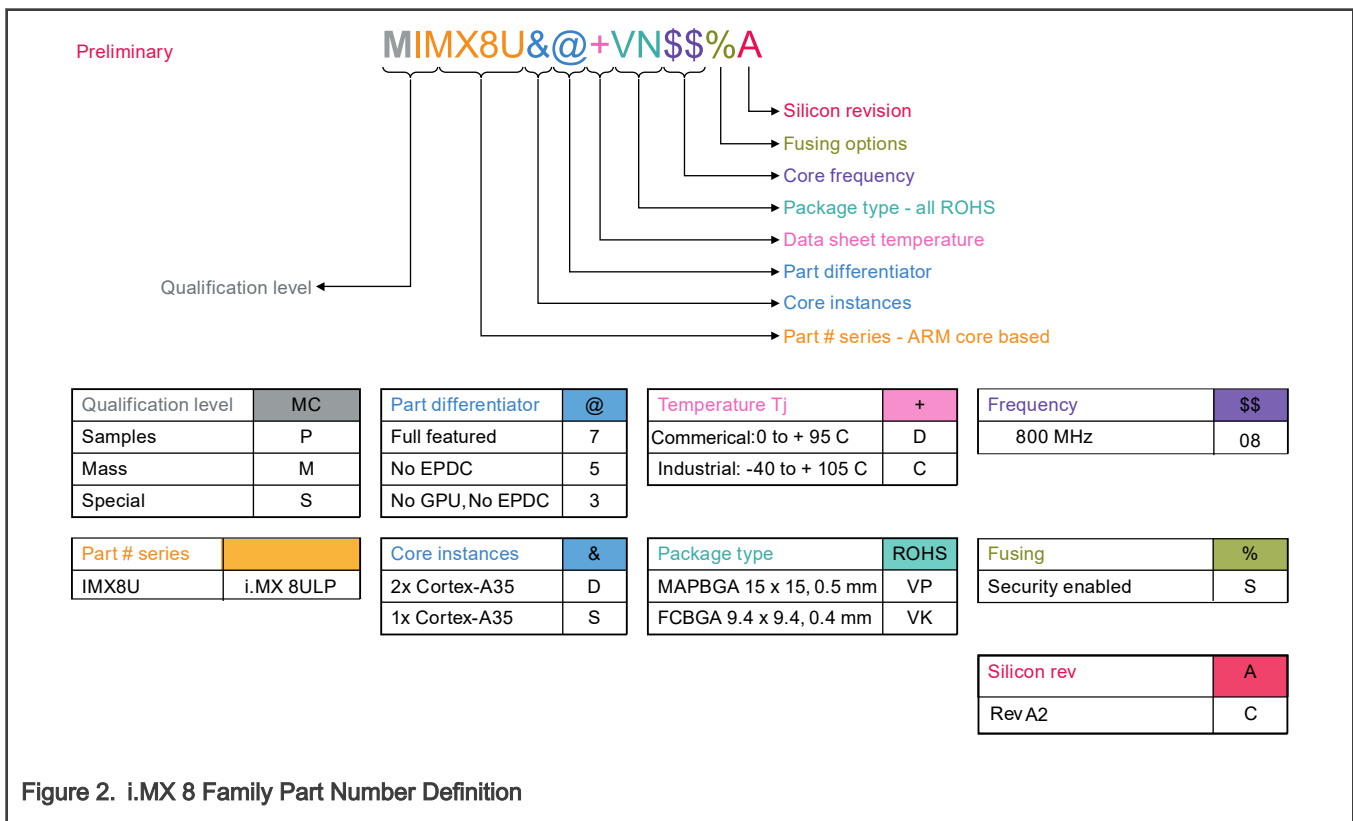 Preliminary
MIMX8U&@+VN$$%A
Silicon revision
Fusing options
Core frequency
Package type - all ROHS
Data sheet temperature
Part differentiator
Qualification level
Core instances
Part # series - ARM core based
Qualification level MC
Samples P
Mass M
Special S
Part differentiator @
Full featured 7
No EPDC 5
No GPU, No EPDC 3
Temperature Tj +
Commerical: 0 to + 95 C D
Industrial: -40 to + 105 C C
Frequency $$
800 MHz 08
Part # series
IMX8U i.MX 8ULP
Core instances &
2x Cortex-A35 D
1x Cortex-A35 S
Package type ROHS
MAPBGA 15 x 15, 0.5 mm VP
FCBGA 9.4 x 9.4, 0.4 mm VK
Fusing %
Security enabled S
Silicon rev A
Rev A2 C
Figure 2. i.MX 8 Family Part Number Definition